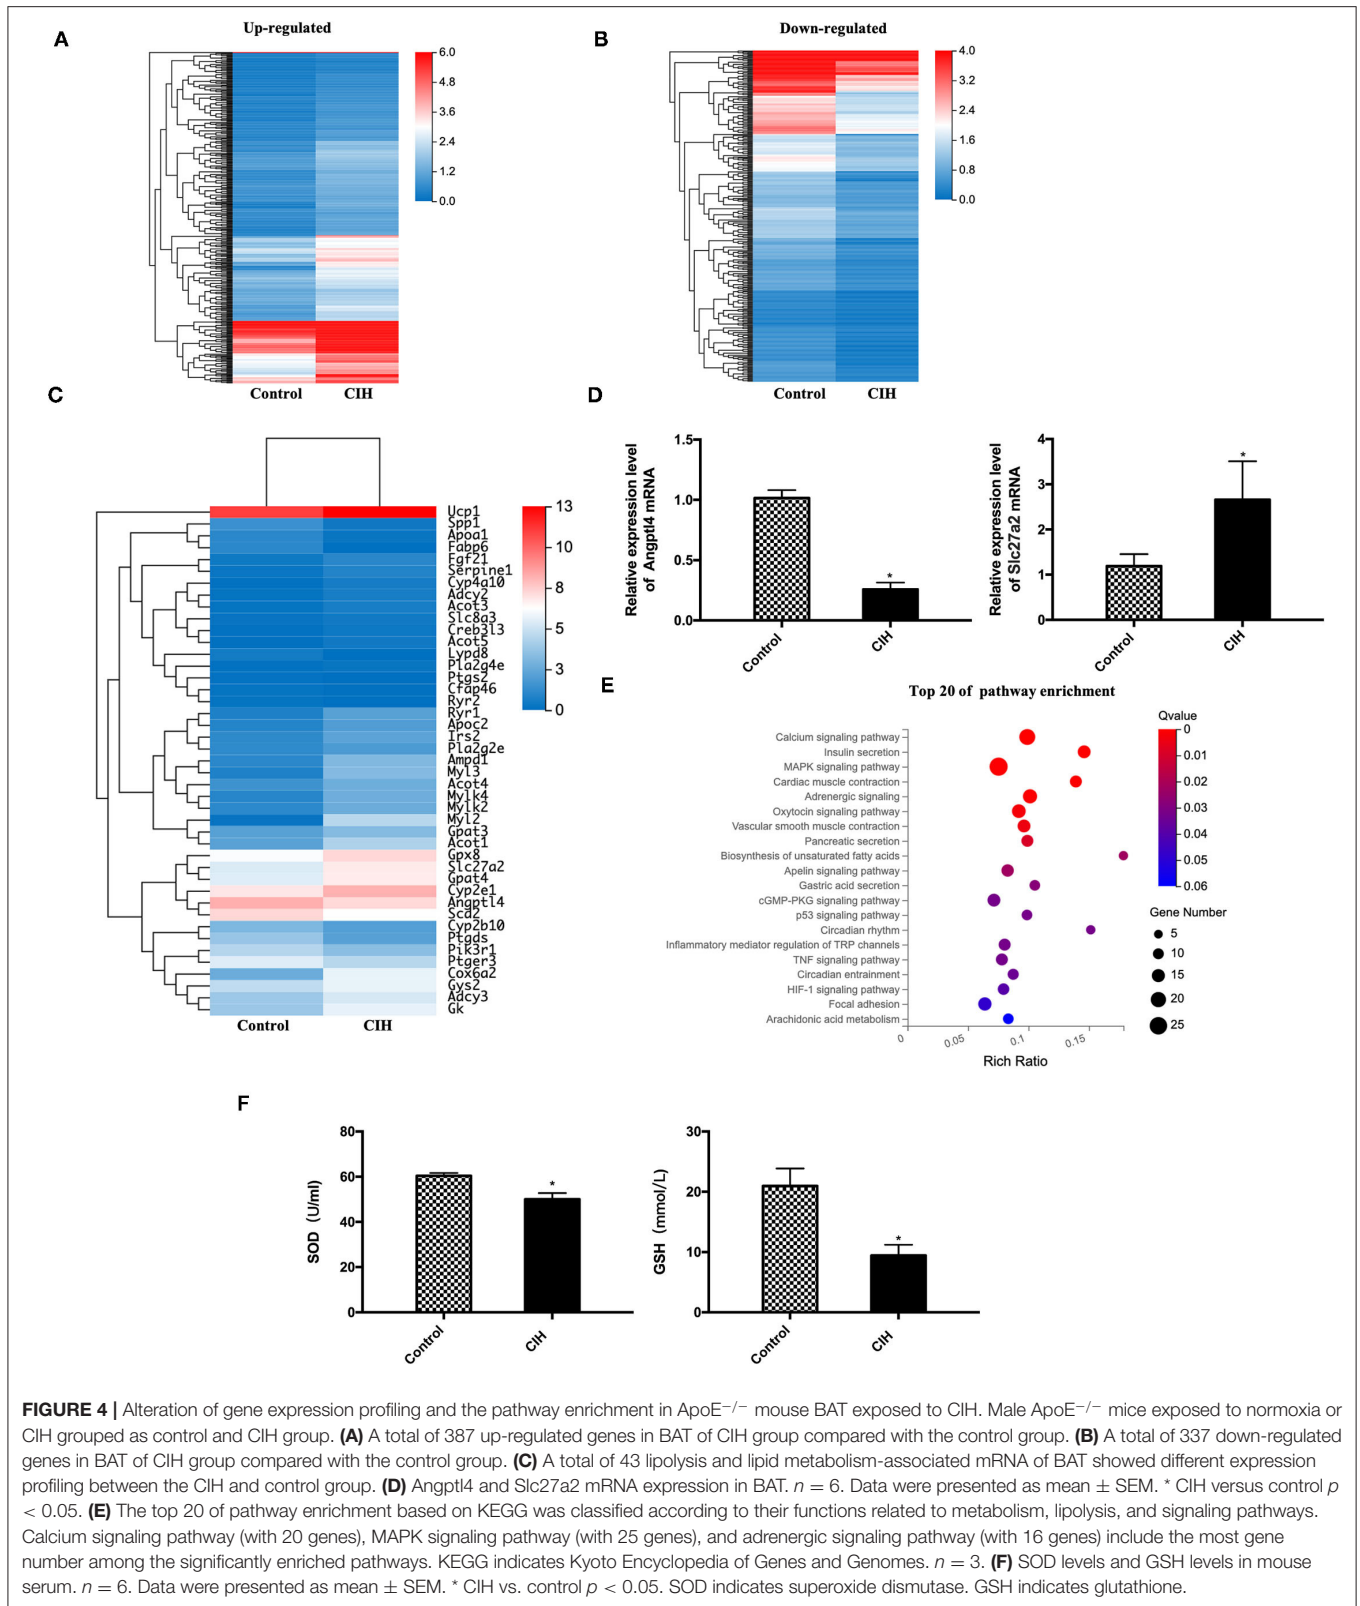 A
Up-regulated
6.0
4.8
3.6
2.4
1.2
0.0
Control
CIH
B
Down-regulated
4.0
3.2
2.4
1.6
0.8
0.0
Control
CIH
C
Ucp1
Spp1
Apoa1
Fabp6
Fgf21
Serpine1
Cyp4a10
Adcy2
Acot3
Slc8a3
Creb3l3
Acot5
Lypd8
Pla2g4e
Ptgs2
Cfap46
Ryr2
Ryr1
Apoc2
Irs2
Pla2g2e
Ampd1
Myl3
Acot4
Mylk4
Mylk2
Myl2
Gpat3
Acot1
Gpx8
Slc27a2
Gpat4
Cyp2e1
Angptl4
Scd2
Cyp2b10
Ptgds
Pik3r1
Ptger3
Cox6a2
Gys2
Adcy3
Gk
13
10
8
5
3
0
Control
CIH
D
Relative expression level
of Angptl4 mRNA
1.5
1.0
0.5
0.0
*
Control
CIH
Relative expression level
of Slc27a2 mRNA
4
3
2
1
0
*
Control
CIH
E
Top 20 of pathway enrichment
Calcium signaling pathway
Insulin secretion
MAPK signaling pathway
Cardiac muscle contraction
Adrenergic signaling
Oxytocin signaling pathway
Vascular smooth muscle contraction
Pancreatic secretion
Biosynthesis of unsaturated fatty acids
Apelin signaling pathway
Gastric acid secretion
cGMP-PKG signaling pathway
p53 signaling pathway
Circadian rhythm
Inflammatory mediator regulation of TRP channels
TNF signaling pathway
Circadian entrainment
HIF-1 signaling pathway
Focal adhesion
Arachidonic acid metabolism
0
0.05
0.1
0.15
Rich Ratio
Qvalue
0
0.01
0.02
0.03
0.04
0.05
0.06
Gene Number
5
10
15
20
25
F
SOD (U/ml)
80
60
40
20
0
*
Control
CIH
GSH (mmol/L)
30
20
10
0
*
Control
CIH
FIGURE 4 | Alteration of gene expression profiling and the pathway enrichment in ApoE−/− mouse BAT exposed to CIH. Male ApoE−/− mice exposed to normoxia or
CIH grouped as control and CIH group. (A) A total of 387 up-regulated genes in BAT of CIH group compared with the control group. (B) A total of 337 down-regulated
genes in BAT of CIH group compared with the control group. (C) A total of 43 lipolysis and lipid metabolism-associated mRNA of BAT showed different expression
profiling between the CIH and control group. (D) Angptl4 and Slc27a2 mRNA expression in BAT. n = 6. Data were presented as mean ± SEM. * CIH versus control p
< 0.05. (E) The top 20 of pathway enrichment based on KEGG was classified according to their functions related to metabolism, lipolysis, and signaling pathways.
Calcium signaling pathway (with 20 genes), MAPK signaling pathway (with 25 genes), and adrenergic signaling pathway (with 16 genes) include the most gene
number among the significantly enriched pathways. KEGG indicates Kyoto Encyclopedia of Genes and Genomes. n = 3. (F) SOD levels and GSH levels in mouse
serum. n = 6. Data were presented as mean ± SEM. * CIH vs. control p < 0.05. SOD indicates superoxide dismutase. GSH indicates glutathione.